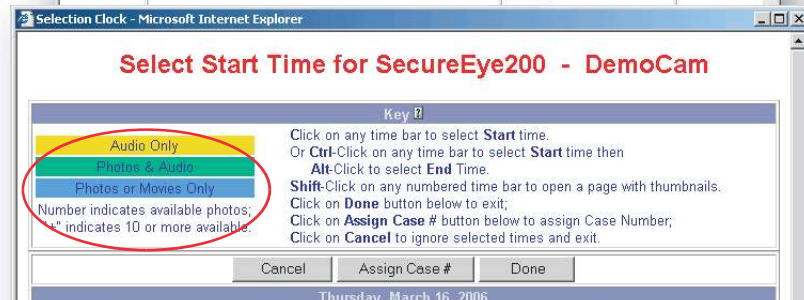 Selection Clock - Microsoft Internet Explorer
Select Start Time for SecureEye200 - DemoCam
Key ?
Audio Only
Photos & Audio
Photos or Movies Only
Number indicates available photos;
"+" indicates 10 or more available.
Click on any time bar to select Start time.
Or Ctrl-Click on any time bar to select Start time then
Alt-Click to select End Time.
Shift-Click on any numbered time bar to open a page with thumbnails.
Click on Done button below to exit;
Click on Assign Case # button below to assign Case Number;
Click on Cancel to ignore selected times and exit.
Cancel Assign Case # Done
Thursday, March 16, 2006